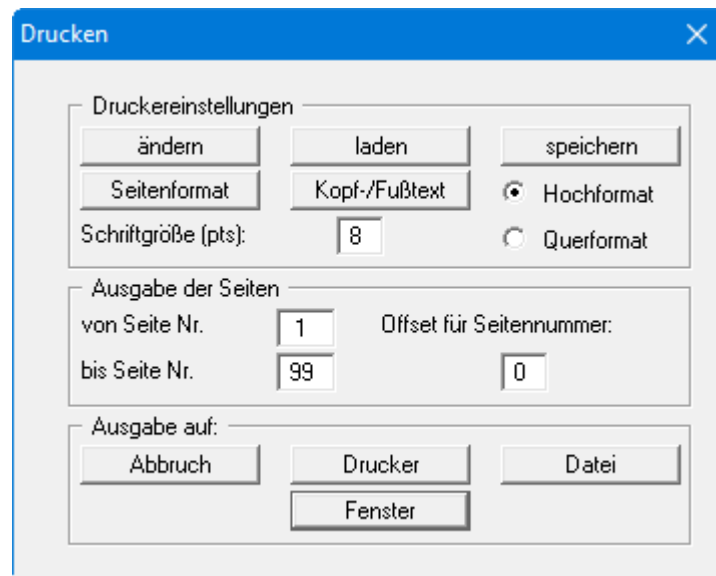 Drucken
Druckereinstellungen
ändern laden speichern
Seitenformat Kopf-/Fußtext Hochformat
Schriftgröße (pts): 8 Querformat
Ausgabe der Seiten
von Seite Nr. 1 Offset für Seitennummer:
bis Seite Nr. 99 0
Ausgabe auf:
Abbruch Drucker Datei
Fenster